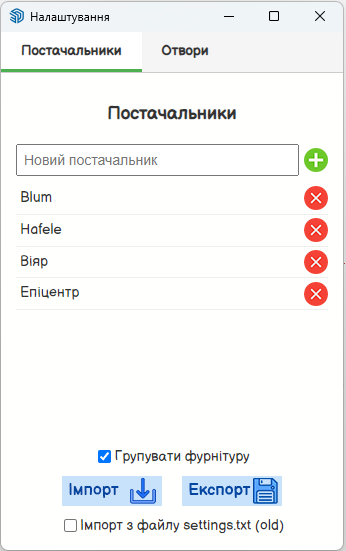 Налаштування
Постачальники Отвори
Постачальники
Новий постачальник
Blum
Hafele
Віяр
Епіцентр
Групувати фурнітуру
Імпорт Експорт
Імпорт з файлу settings.txt (old)